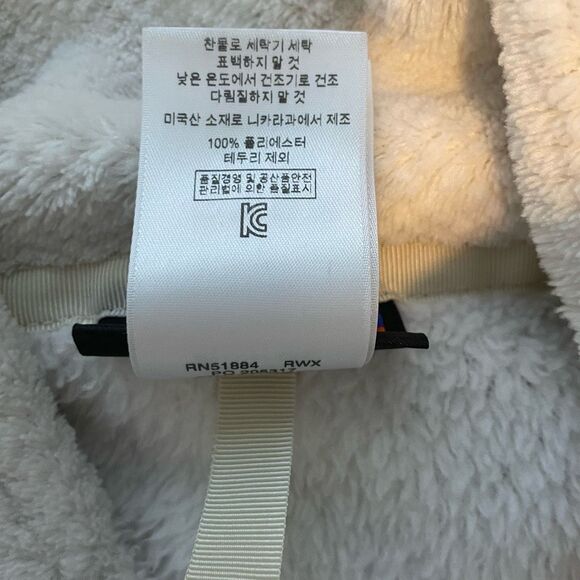 찬물로 세탁기 세탁
표백하지 말 것
낮은 온도에서 건조기로 건조
다림질하지 말 것
미국산 소재로 니카라과에서 제조
100% 폴리에스터
테두리 제외
품질경영 및 공산품안전
관리법에 의한 품질표시
KC
RN51884 RWX